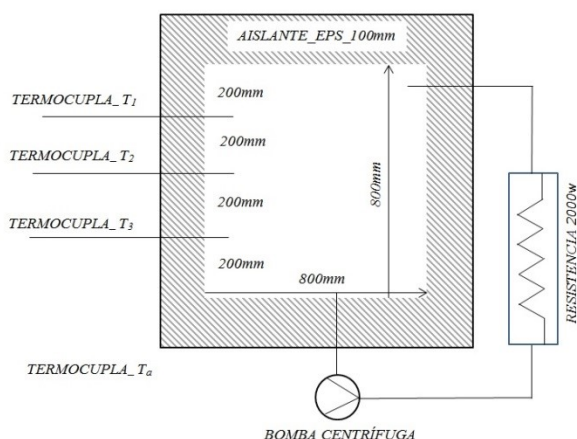 AISLANTE_EPS_100mm
TERMOCUPLA_T1
200mm
200mm
TERMOCUPLA_T2
200mm
TERMOCUPLA_T3
200mm
800mm
800mm
RESISTENCIA 2000w
TERMOCUPLA_Ta
BOMBA CENTRÍFUGA